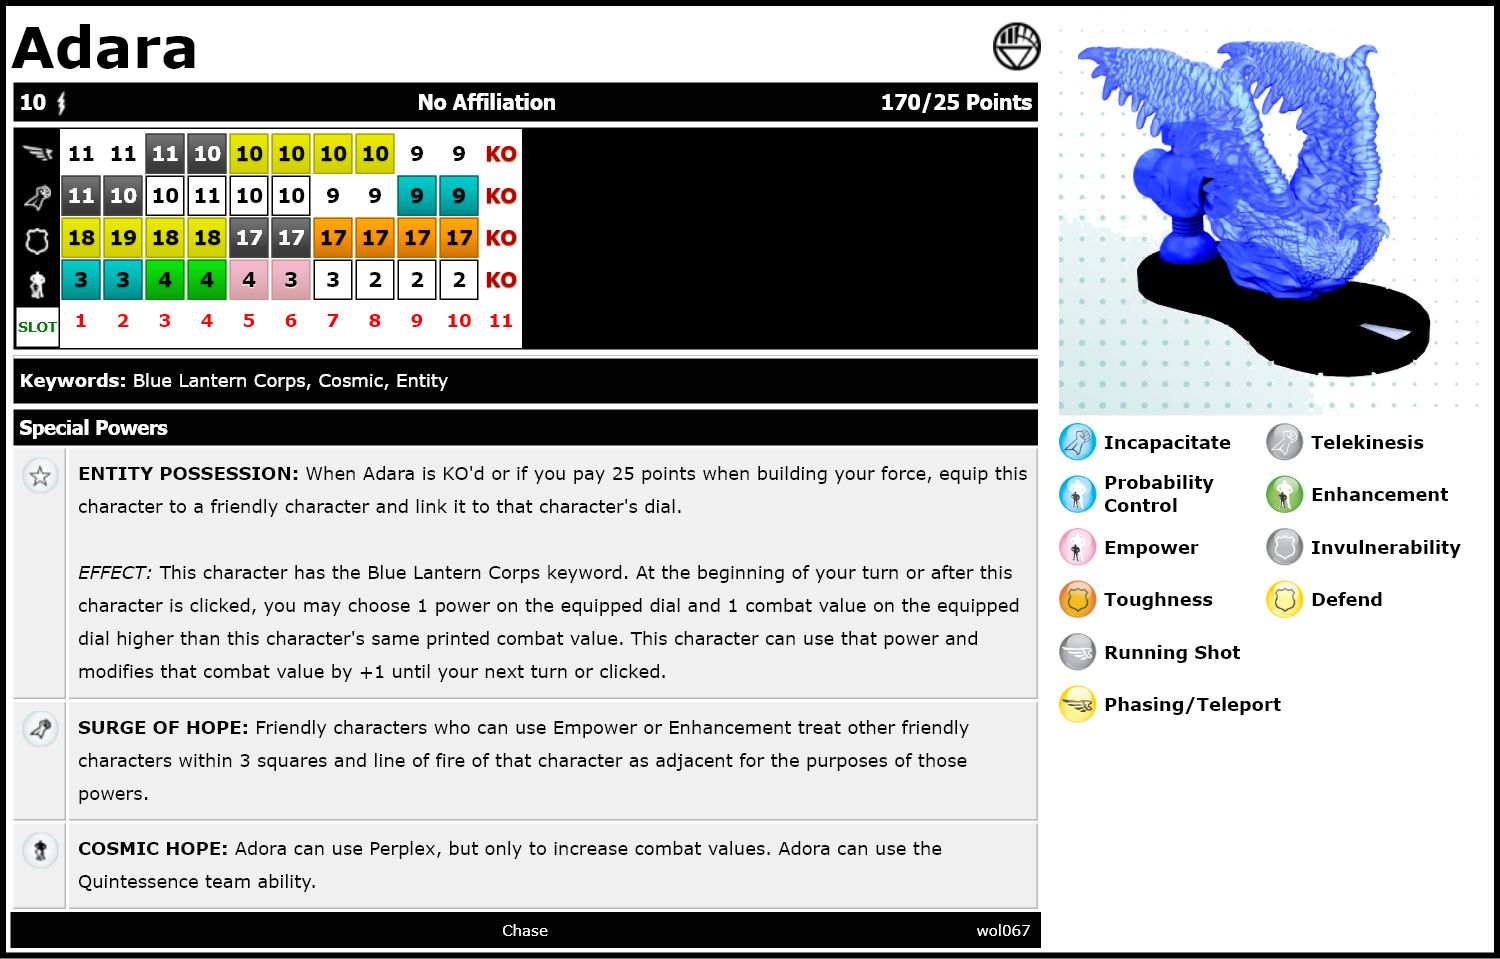 Adara
10 No Affiliation 170/25 Points
11 11 11 10 10 10 10 10 9 9 KO
11 10 10 11 10 10 9 9 9 9 KO
18 19 18 18 17 17 17 17 17 17 KO
3 3 4 4 4 3 3 2 2 2 KO
SLOT 1 2 3 4 5 6 7 8 9 10 11
Keywords: Blue Lantern Corps, Cosmic, Entity
Special Powers
ENTITY POSSESSION: When Adara is KO'd or if you pay 25 points when building your force, equip this
character to a friendly character and link it to that character's dial.
EFFECT: This character has the Blue Lantern Corps keyword. At the beginning of your turn or after this
character is clicked, you may choose 1 power on the equipped dial and 1 combat value on the equipped
dial higher than this character's same printed combat value. This character can use that power and
modifies that combat value by +1 until your next turn or clicked.
SURGE OF HOPE: Friendly characters who can use Empower or Enhancement treat other friendly
characters within 3 squares and line of fire of that character as adjacent for the purposes of those
powers.
COSMIC HOPE: Adora can use Perplex, but only to increase combat values. Adora can use the
Quintessence team ability.
Chase wol067
Incapacitate Telekinesis
Probability
Control
Enhancement
Empower Invulnerability
Toughness Defend
Running Shot
Phasing/Teleport